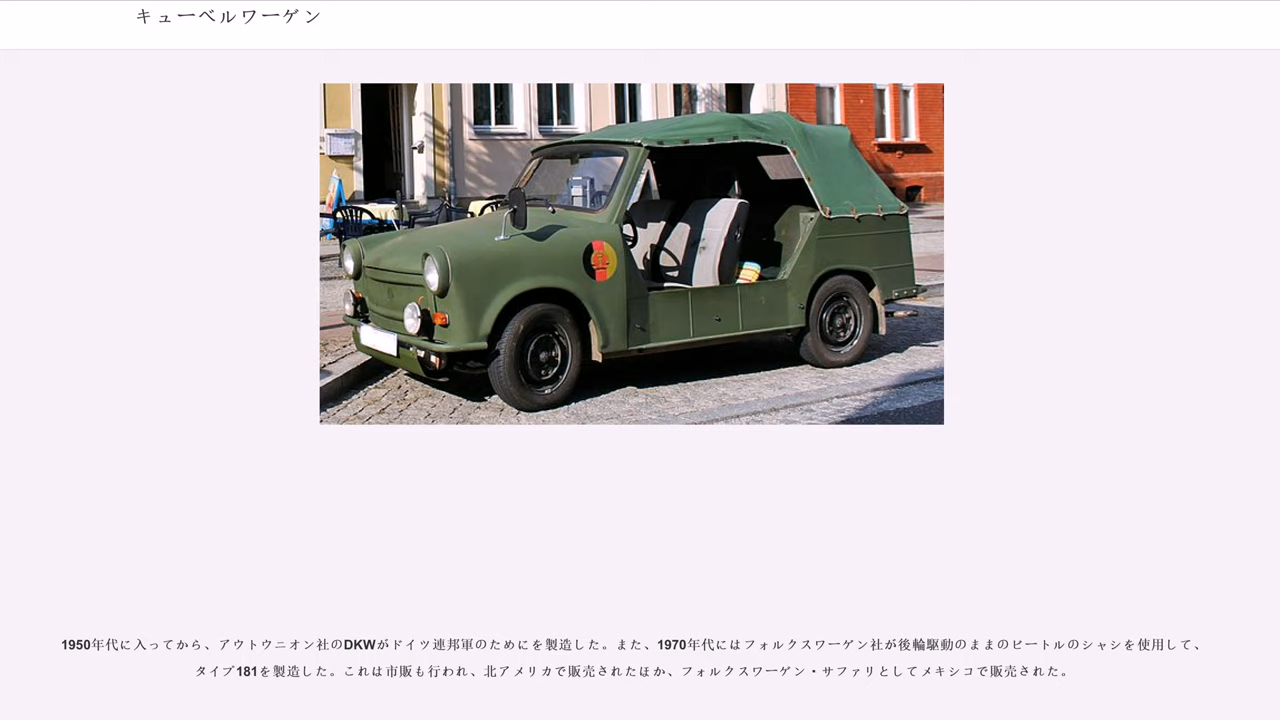 キューベルワーゲン
1950年代に入ってから、アウトウニオン社のDKWがドイツ連邦軍のためにを製造した。また、1970年代にはフォルクスワーゲン社が後輪駆動のままのビートルのシャシを使用して、
タイプ181を製造した。これは市販も行われ、北アメリカで販売されたほか、フォルクスワーゲン・サファリとしてメキシコで販売された。